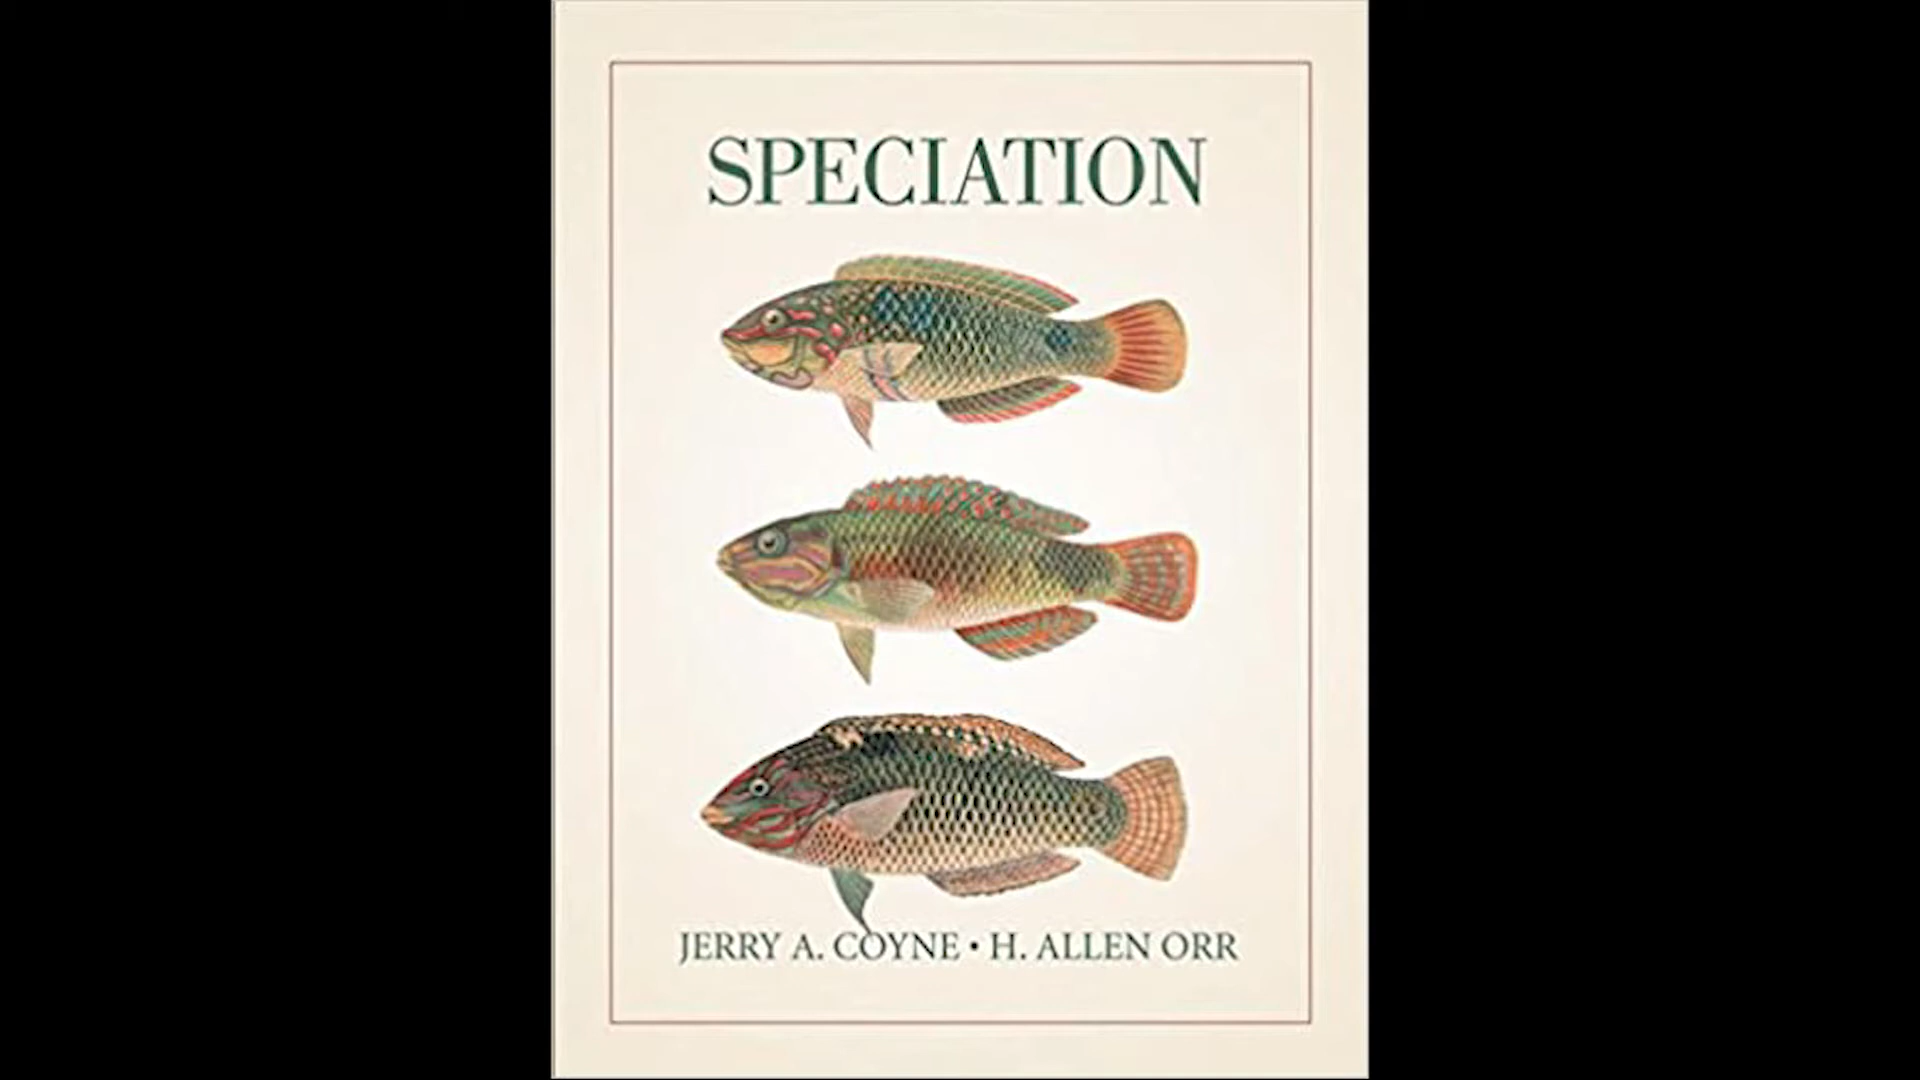 SPECIATION
JERRY A. COYNE • H. ALLEN ORR